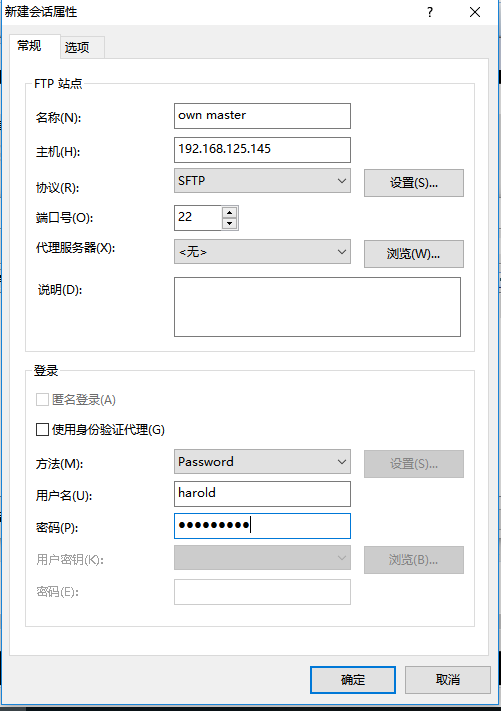 新建会话属性
常规 选项
FTP 站点
名称(N): own master
主机(H): 192.168.125.145
协议(R): SFTP 设置(S)...
端口号(O): 22
代理服务器(X): <无> 浏览(W)...
说明(D):
登录
匿名登录(A)
使用身份验证代理(G)
方法(M): Password 设置(S)...
用户名(U): harold
密码(P): ●●●●●●●●●
用户密钥(K): 浏览(B)...
密码(E):
确定 取消